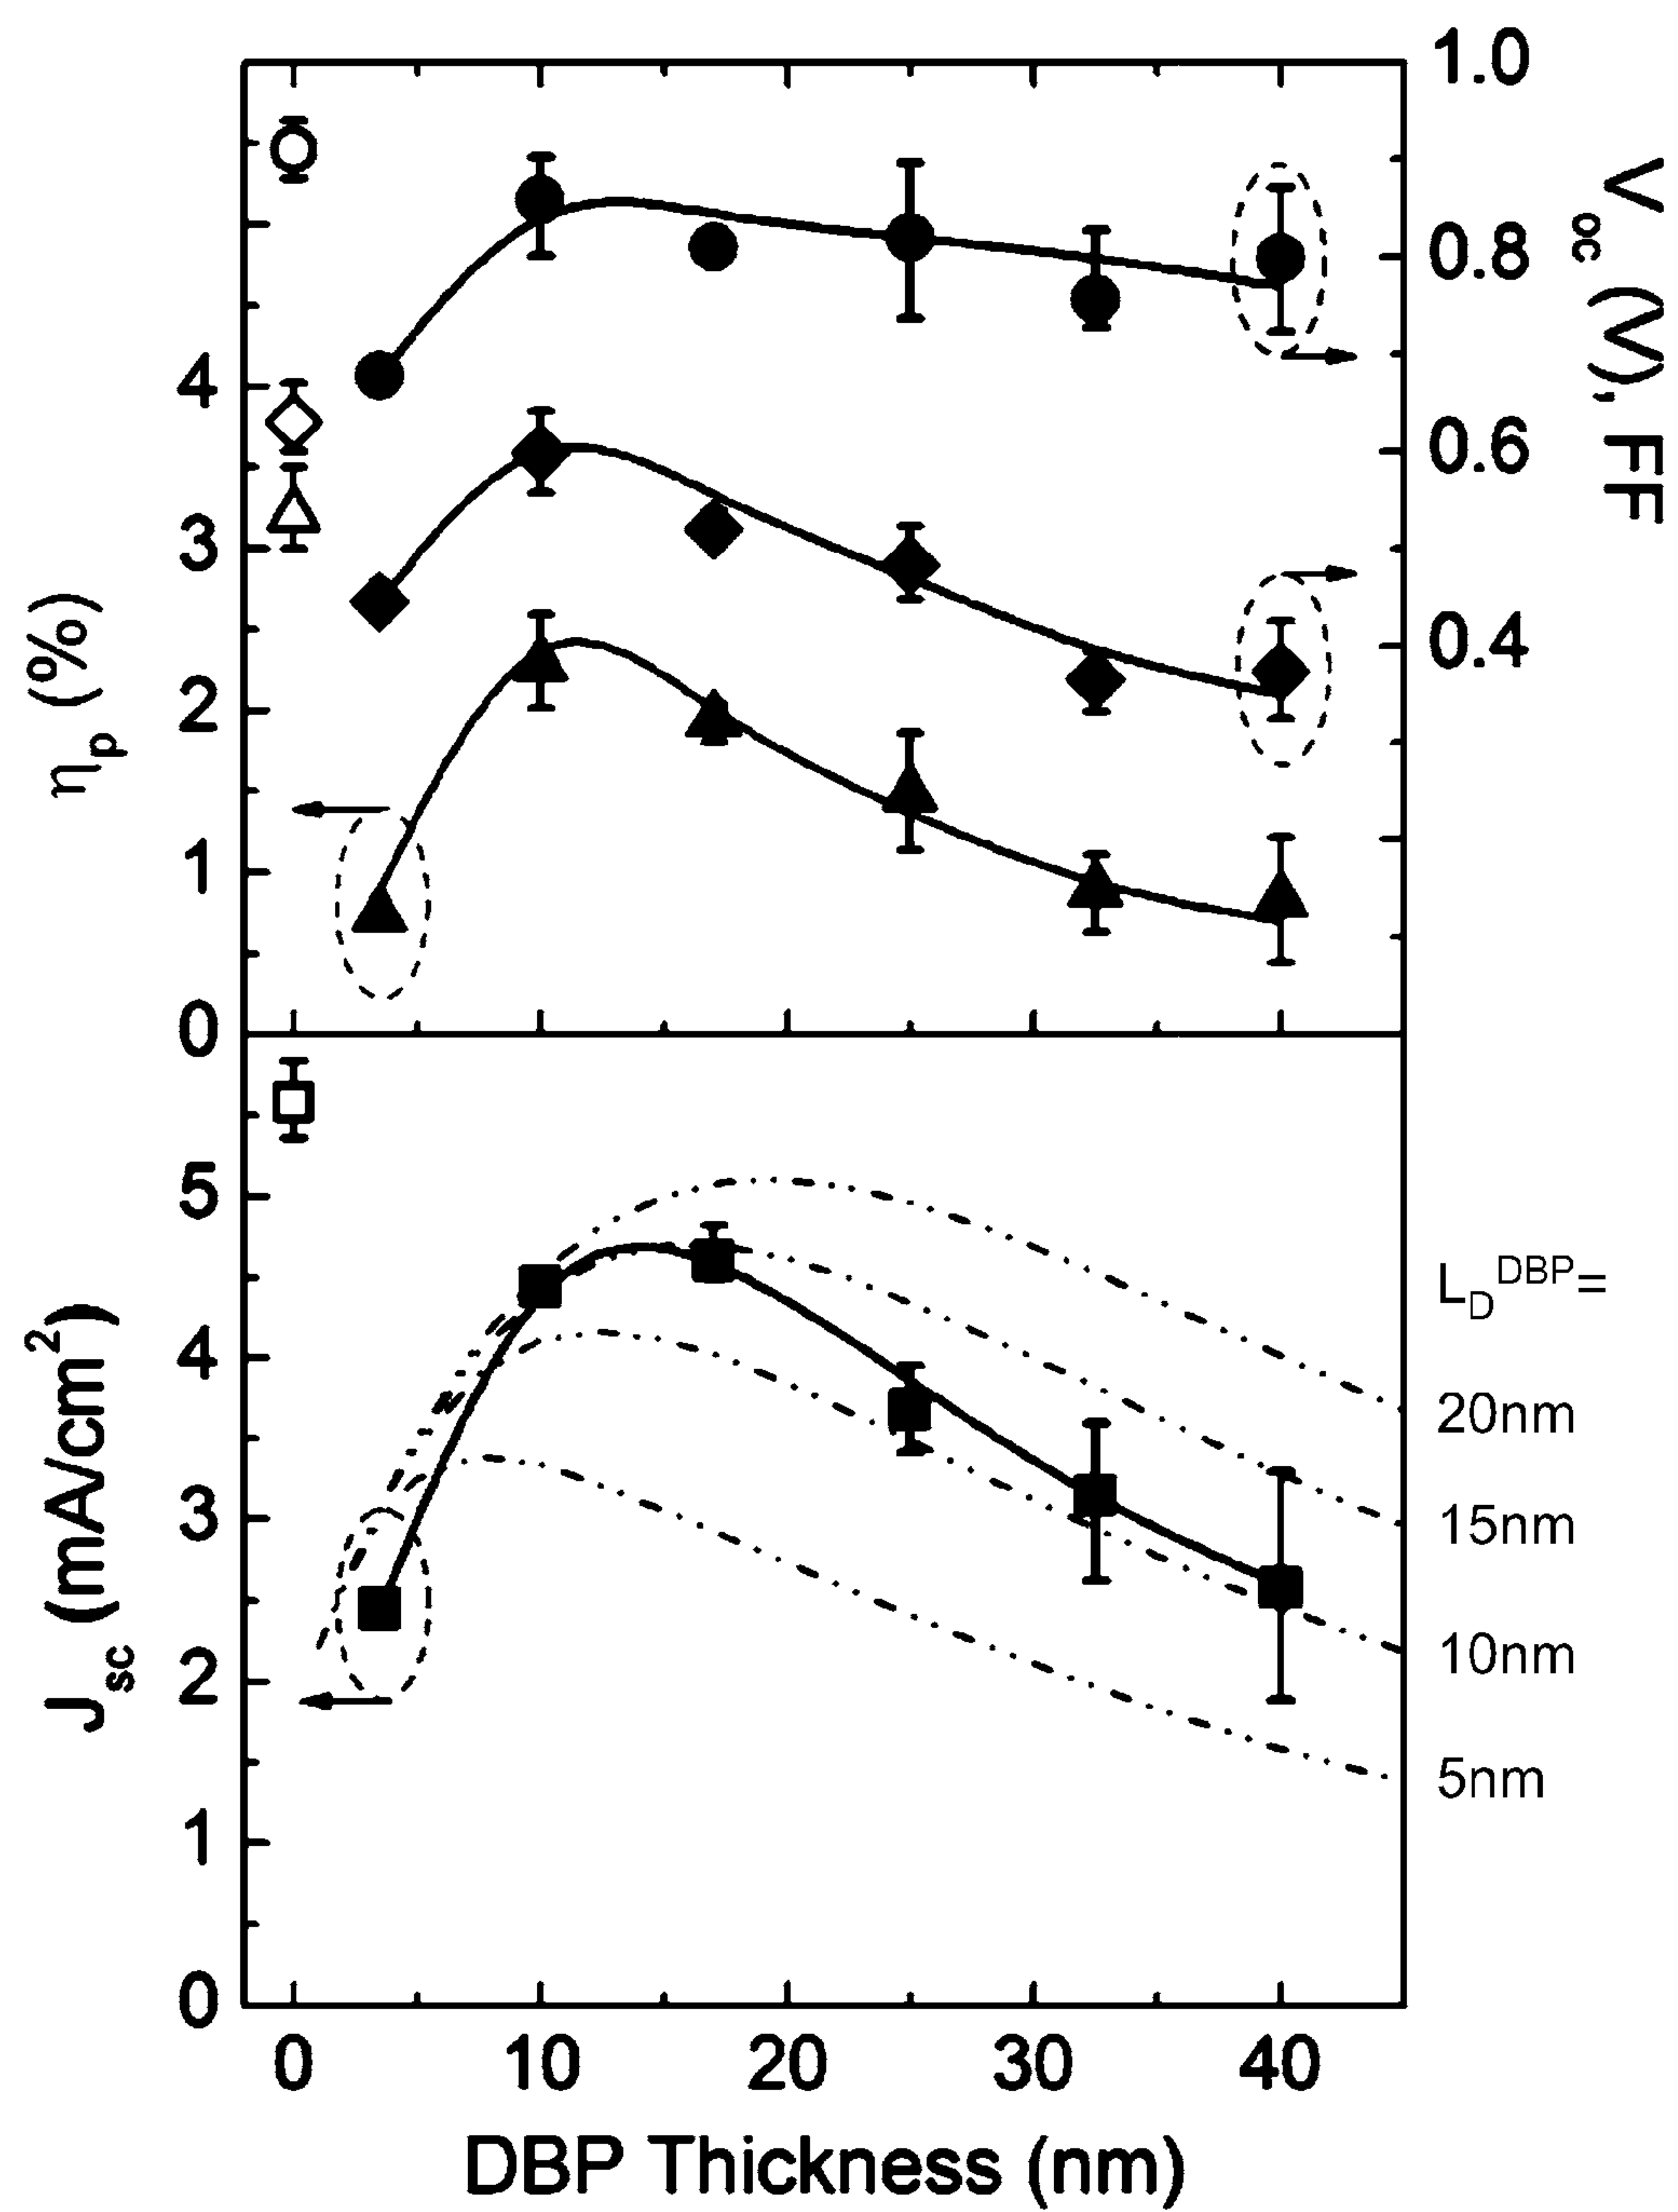 1.0
0.8
0.6
0.4
V_oc (V), FF
4
3
2
1
0
η_p (%)
5
4
3
2
1
0
J_sc (mA/cm²)
L_D^DBP=
20nm
15nm
10nm
5nm
0 10 20 30 40
DBP Thickness (nm)